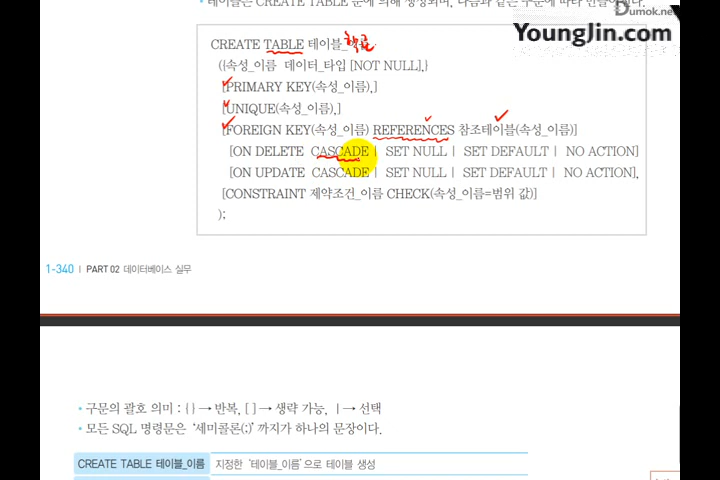 • 테이블은 CREATE TABLE 문에 의해 생성되며, 다음과 같은 구문에 따라
Dumok.net
YoungJin.com
CREATE TABLE 테이블_
({속성_이름 데이터_타입 [NOT NULL],}
[PRIMARY KEY(속성_이름),]
[UNIQUE(속성_이름),]
[FOREIGN KEY(속성_이름) REFERENCES 참조테이블(속성_이름)]
[ON DELETE CASCADE | SET NULL | SET DEFAULT | NO ACTION]
[ON UPDATE CASCADE | SET NULL | SET DEFAULT | NO ACTION],
[CONSTRAINT 제약조건_이름 CHECK(속성_이름=범위 값)]
);
1-340 | PART 02 데이터베이스 실무
• 구문의 괄호 의미 : { } → 반복, [ ] → 생략 가능, | → 선택
• 모든 SQL 명령문은 '세미콜론(;)' 까지가 하나의 문장이다.
CREATE TABLE 테이블_이름 지정한 '테이블_이름'으로 테이블 생성